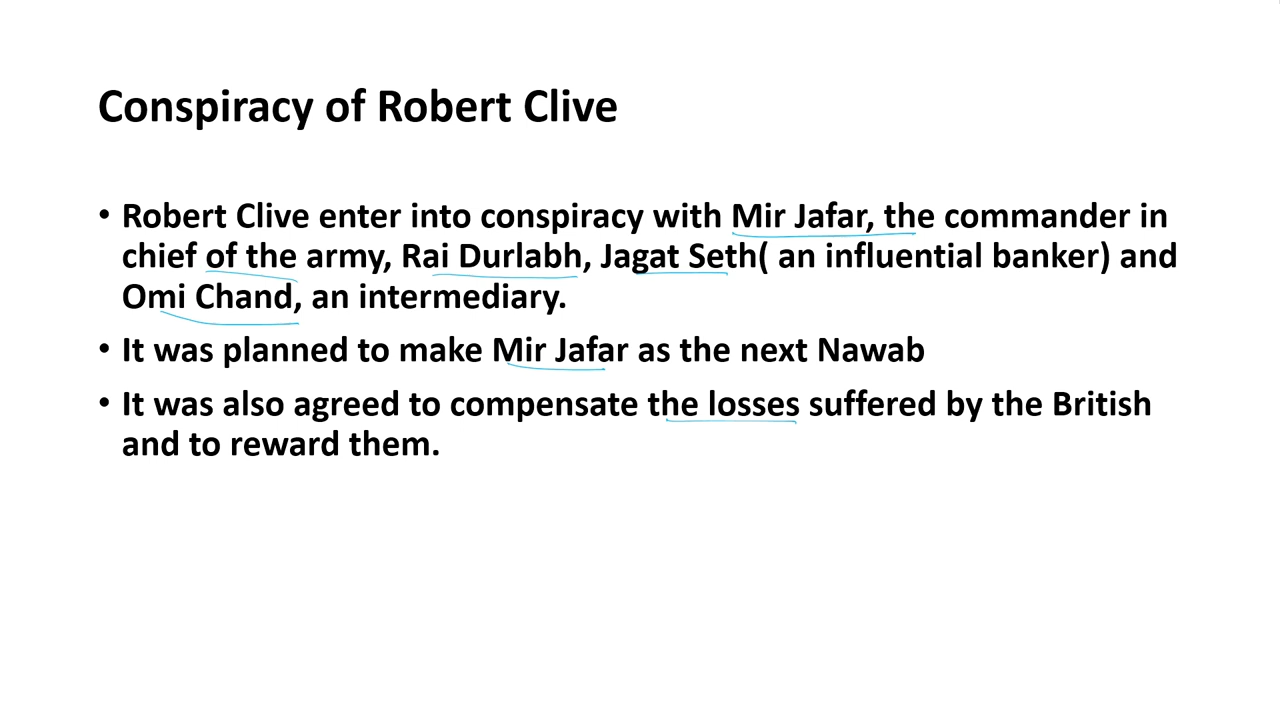 Conspiracy of Robert Clive
• Robert Clive enter into conspiracy with Mir Jafar, the commander in
chief of the army, Rai Durlabh, Jagat Seth( an influential banker) and
Omi Chand, an intermediary.
• It was planned to make Mir Jafar as the next Nawab
• It was also agreed to compensate the losses suffered by the British
and to reward them.